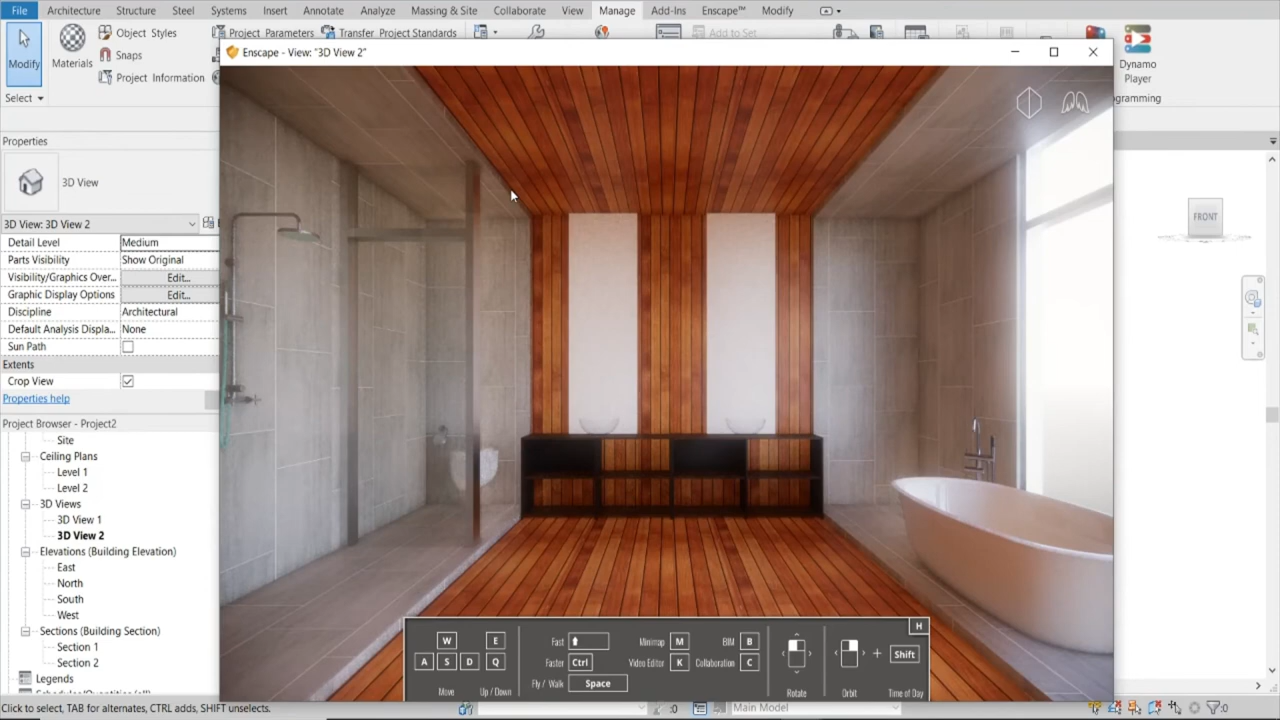 File Architecture Structure Steel Systems Insert Annotate Analyze Massing & Site Collaborate View Manage Add-Ins Enscape™ Modify
Modify
Materials
Object Styles
Snaps
Project Information
Project Parameters
Transfer Project Standards
Add to Set
Dynamo
Player
Select
Enscape - View: "3D View 2"
Properties
3D View
3D View: 3D View 2
Detail Level Medium
Parts Visibility Show Original
Visibility/Graphics Over... Edit...
Graphic Display Options Edit...
Discipline Architectural
Default Analysis Displa... None
Sun Path
Extents
Crop View
Properties help
Project Browser - Project2
Site
Ceiling Plans
Level 1
Level 2
3D Views
3D View 1
3D View 2
Elevations (Building Elevation)
East
North
South
West
Sections (Building Section)
Section 1
Section 2
Legends
FRONT
H
W E
A S D Q
Move Up / Down
Fast
Faster Ctrl
Fly / Walk Space
Minimap M
Video Editor K
BIM B
Collaboration C
Rotate
Orbit
+ Shift
Time of Day
Click to select, TAB for alternates, CTRL adds, SHIFT unselects.
:0
Main Model
:0